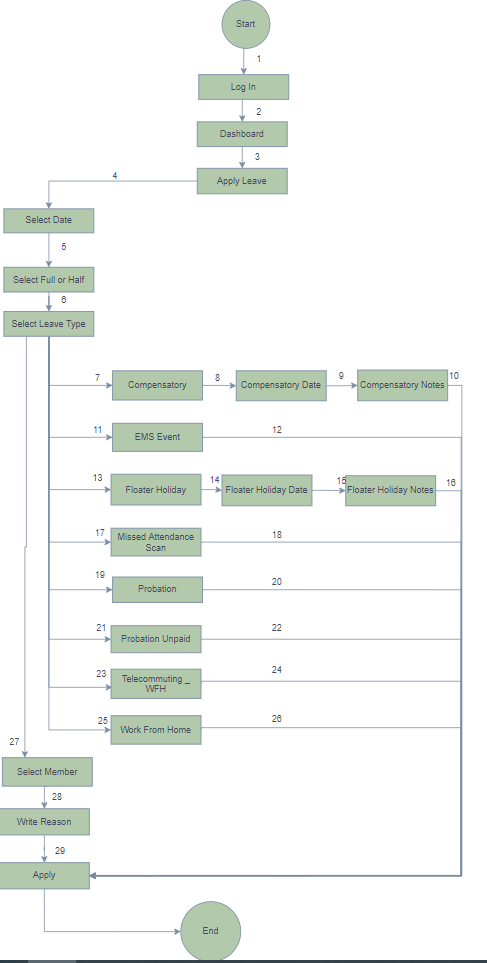 Start
1
Log In
2
Dashboard
3
Apply Leave
4
Select Date
5
Select Full or Half
6
Select Leave Type
7
Compensatory
8
Compensatory Date
9
Compensatory Notes
10
11
EMS Event
12
13
Floater Holiday
14
Floater Holiday Date
15
Floater Holiday Notes
16
17
Missed Attendance
Scan
18
19
Probation
20
21
Probation Unpaid
22
23
Telecommuting _
WFH
24
25
Work From Home
26
27
Select Member
28
Write Reason
29
Apply
End